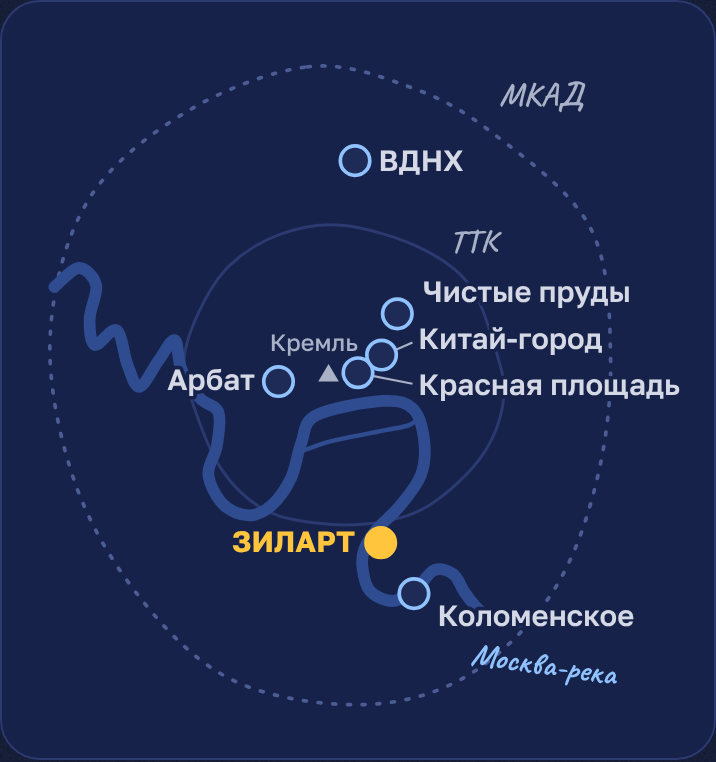 МКАД
ВДНХ
ТТК
Чистые пруды
Китай-город
Кремль
Арбат
Красная площадь
ЗИЛАРТ
Коломенское
Москва-река